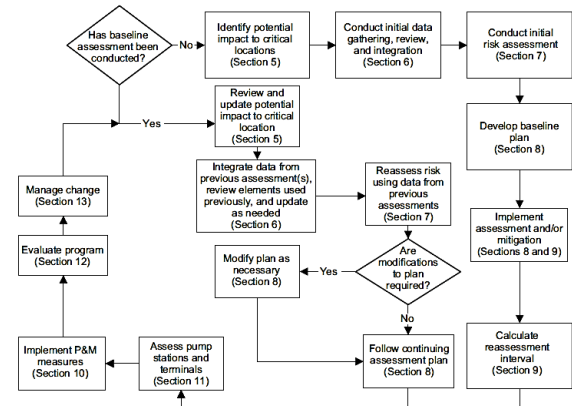 Has baseline
assessment been
conducted?
No
Identify potential
impact to critical
locations
(Section 5)
Conduct initial data
gathering, review,
and integration
(Section 6)
Conduct initial
risk assessment
(Section 7)
Yes
Review and
update potential
impact to critical
location
(Section 5)
Develop baseline
plan
(Section 8)
Manage change
(Section 13)
Integrate data from
previous assessment(s),
review elements used
previously, and update
as needed
(Section 6)
Reassess risk
using data from
previous
assessments
(Section 7)
Implement
assessment and/or
mitigation
(Sections 8 and 9)
Evaluate program
(Section 12)
Modify plan as
necessary
(Section 8)
Yes
Are
modifications
to plan
required?
No
Implement P&M
measures
(Section 10)
Assess pump
stations and
terminals
(Section 11)
Follow continuing
assessment plan
(Section 8)
Calculate
reassessment
interval
(Section 9)